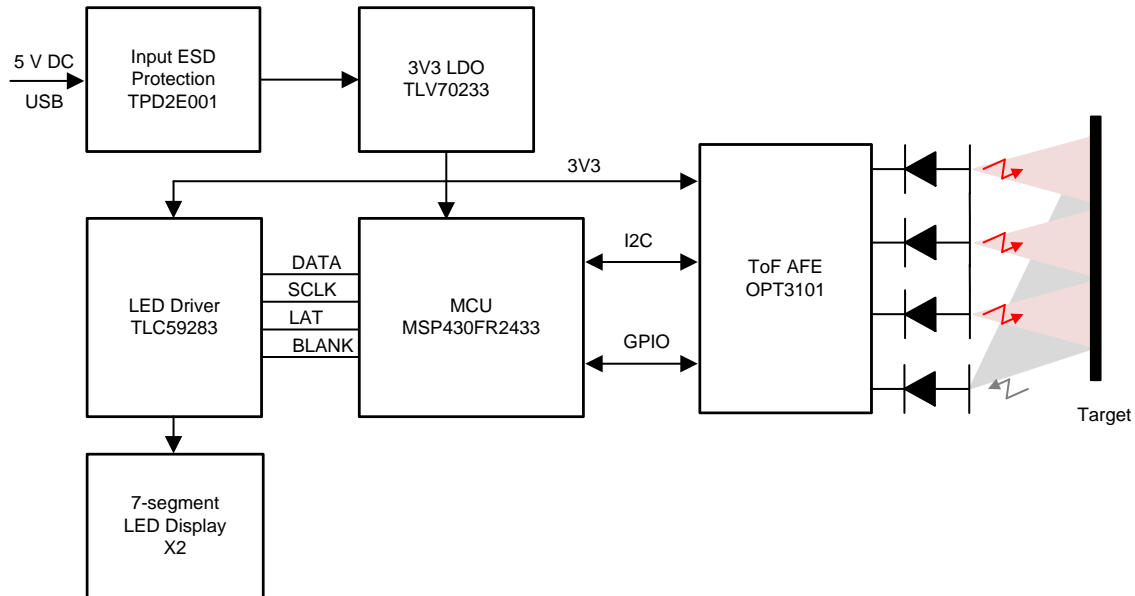 5 V DC
USB
Input ESD
Protection
TPD2E001
3V3 LDO
TLV70233
3V3
LED Driver
TLC59283
DATA
SCLK
LAT
BLANK
MCU
MSP430FR2433
I2C
GPIO
ToF AFE
OPT3101
Target
7-segment
LED Display
X2